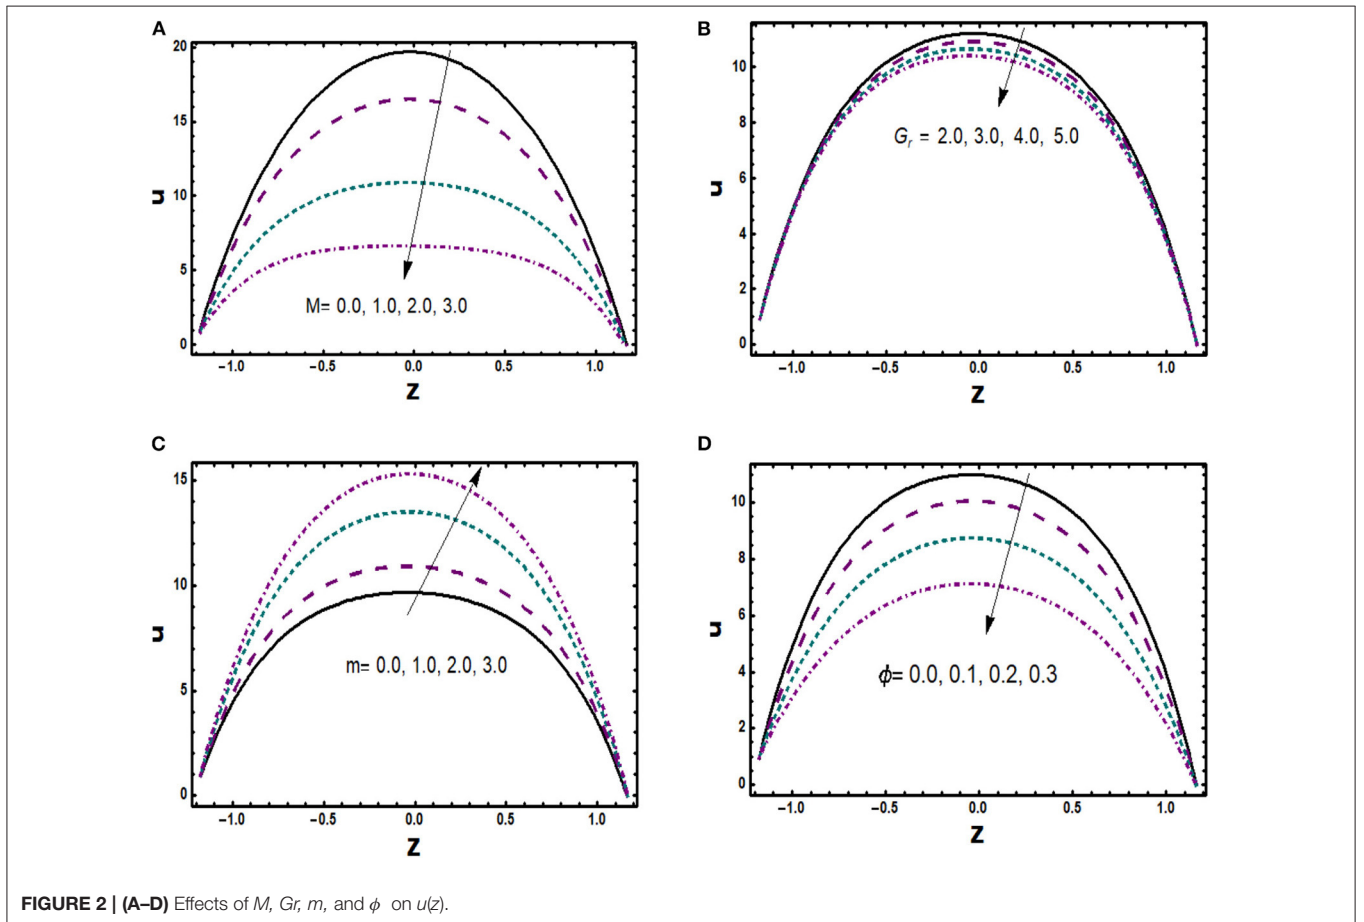 A
20
15
10
5
0
u
M= 0.0, 1.0, 2.0, 3.0
−1.0 −0.5 0.0 0.5 1.0
z
B
10
8
6
4
2
0
u
Gr = 2.0, 3.0, 4.0, 5.0
−1.0 −0.5 0.0 0.5 1.0
z
C
15
10
5
0
u
m= 0.0, 1.0, 2.0, 3.0
−1.0 −0.5 0.0 0.5 1.0
z
D
10
8
6
4
2
0
u
ϕ= 0.0, 0.1, 0.2, 0.3
−1.0 −0.5 0.0 0.5 1.0
z
FIGURE 2 | (A–D) Effects of M, Gr, m, and ϕ on u(z).